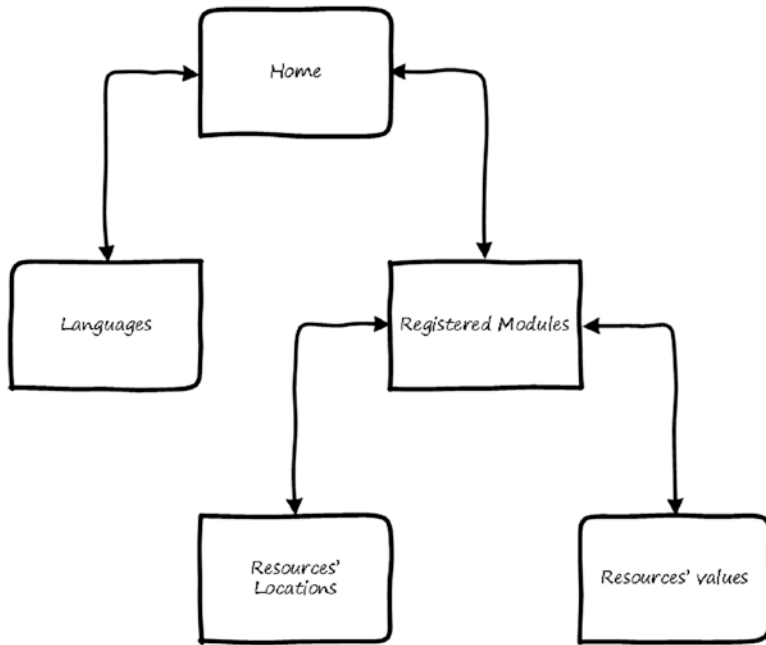 Home
Languages
Registered Modules
Resources'
Locations
Resources' values